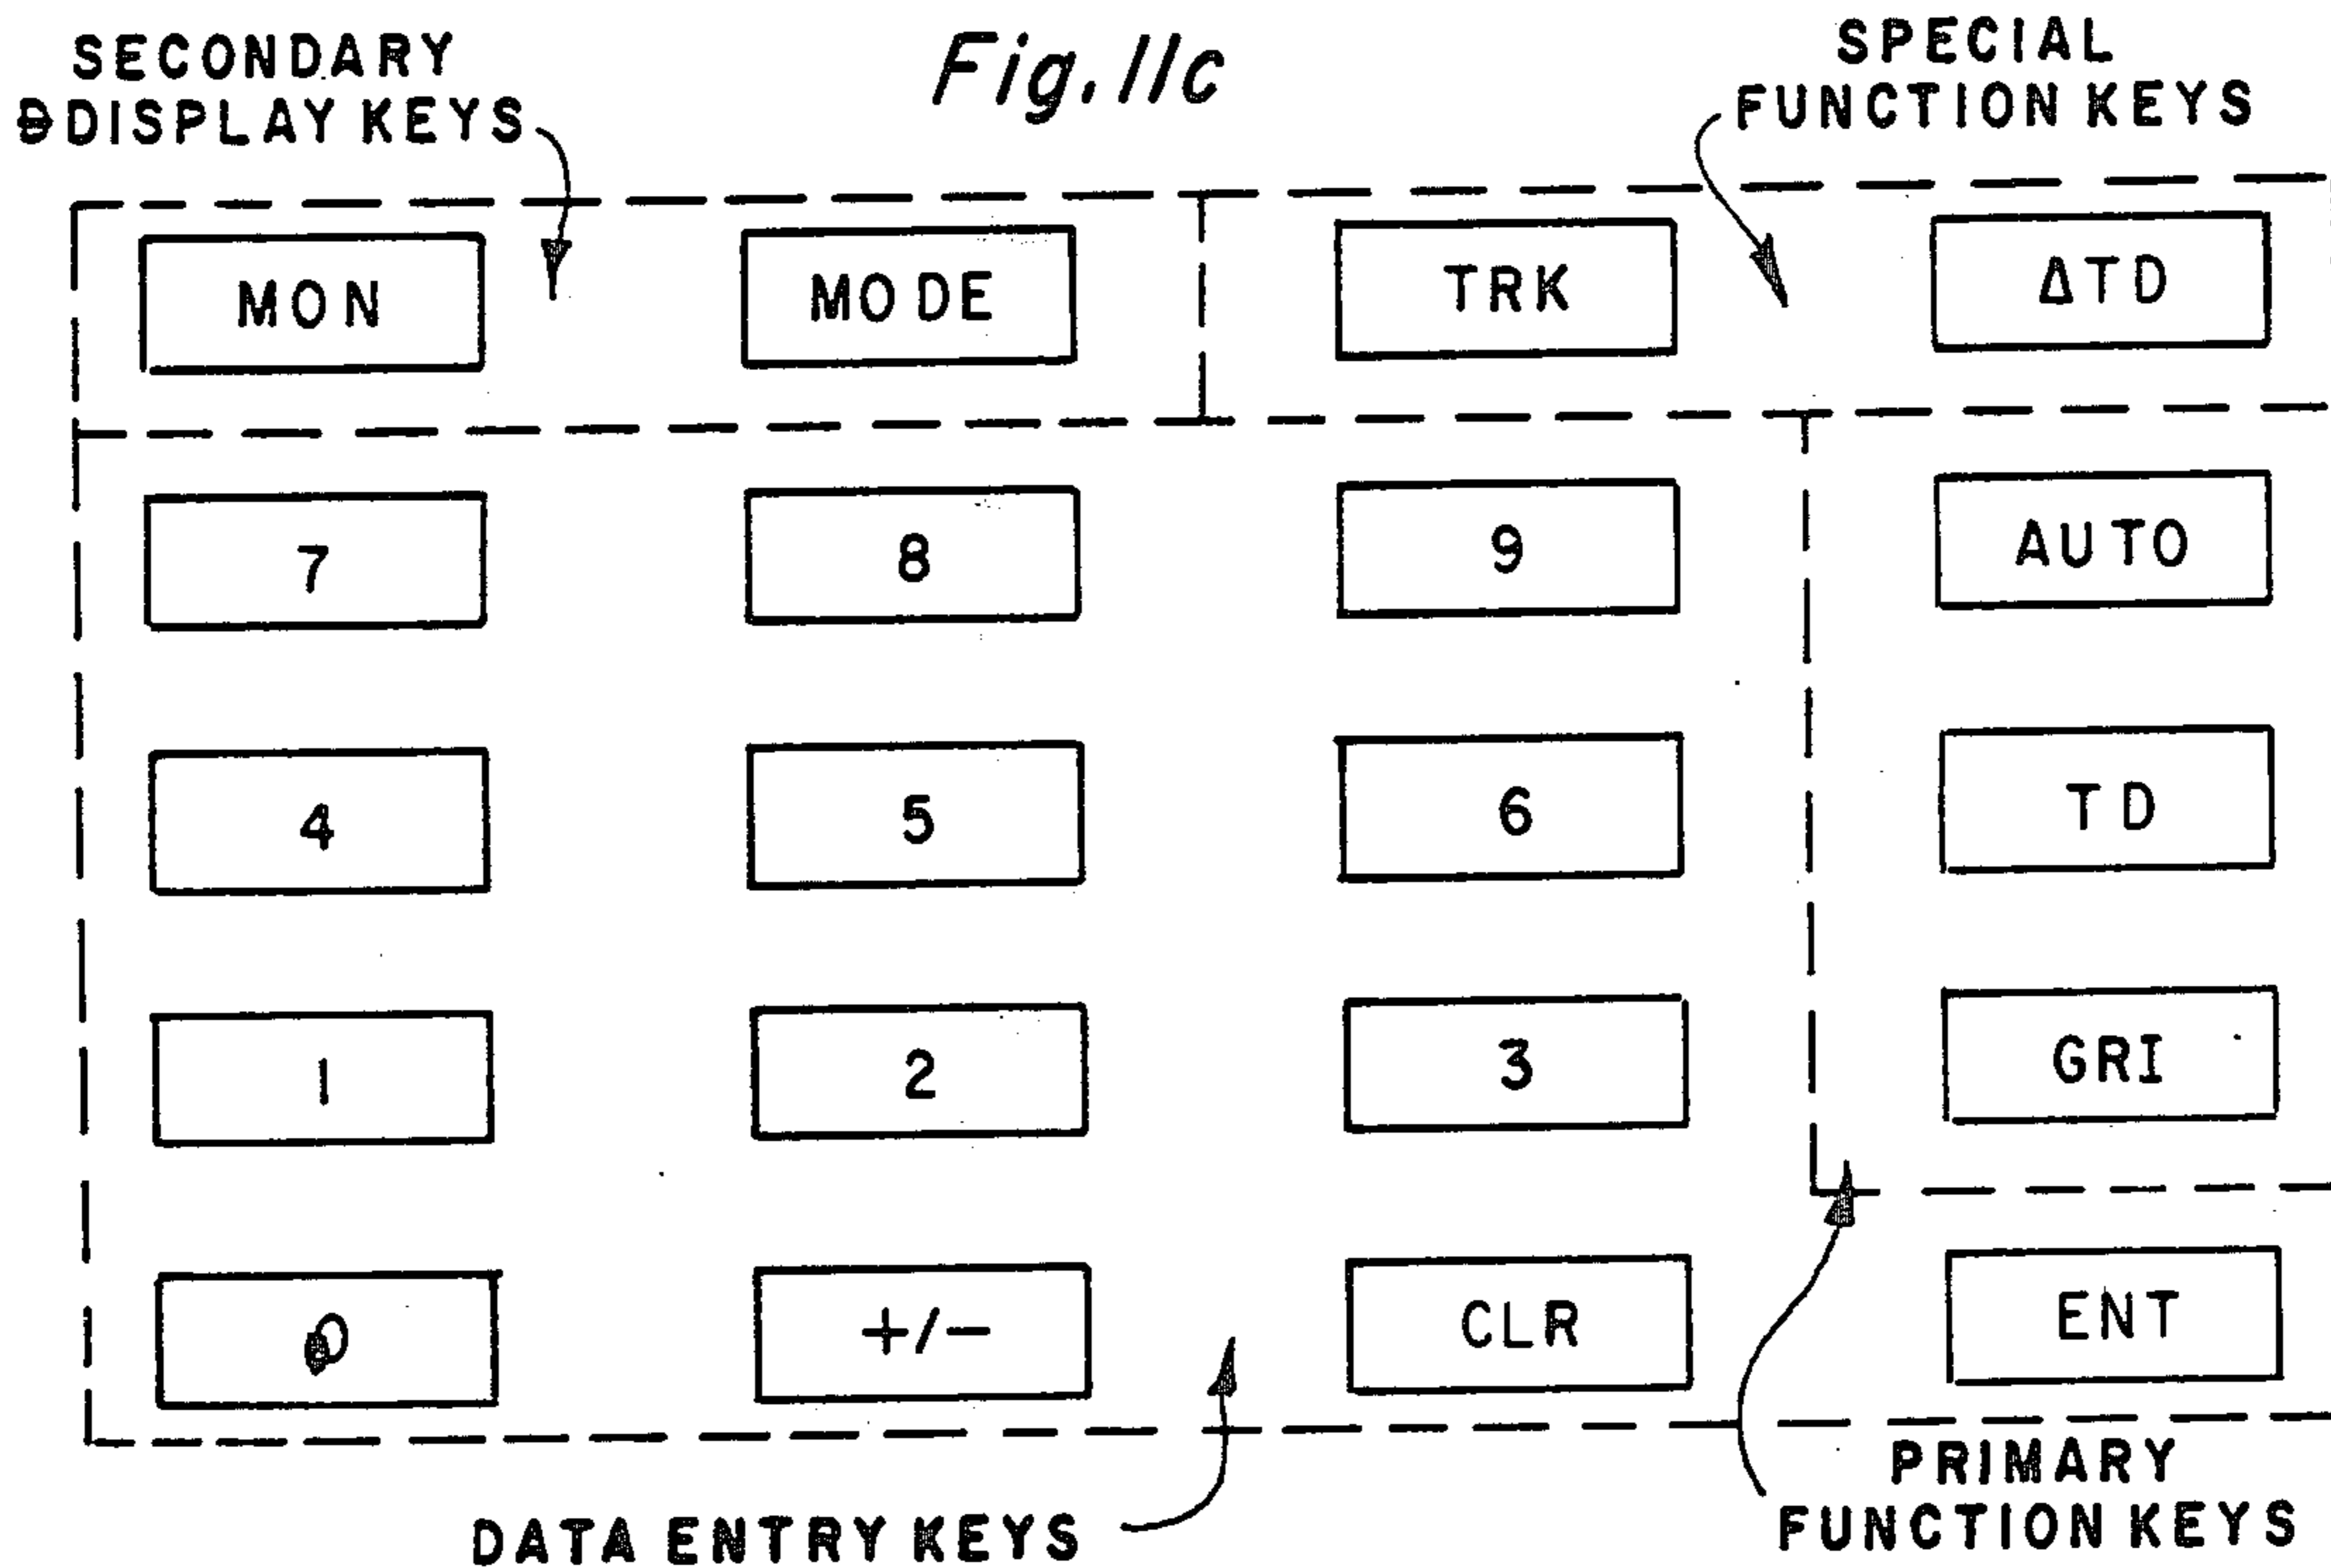 Fig. 11c
SECONDARY
DISPLAY KEYS
SPECIAL
FUNCTION KEYS
MON MODE TRK ΔTD
7 8 9 AUTO
4 5 6 TD
1 2 3 GRI
0 +/- CLR ENT
DATA ENTRY KEYS
PRIMARY
FUNCTION KEYS